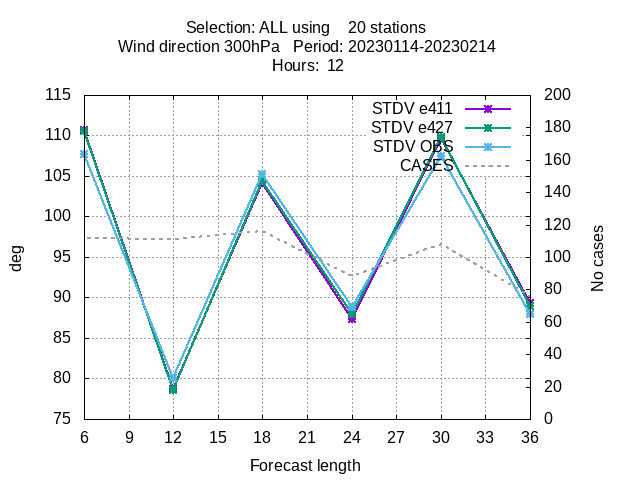 Selection: ALL using    20 stations
Wind direction 300hPa   Period: 20230114-20230214
Hours:  12
STDV e411
STDV e427
STDV OBS
CASES
deg
115
110
105
100
95
90
85
80
75
200
180
160
140
120
100
80
60
40
20
0
No cases
6 9 12 15 18 21 24 27 30 33 36
Forecast length